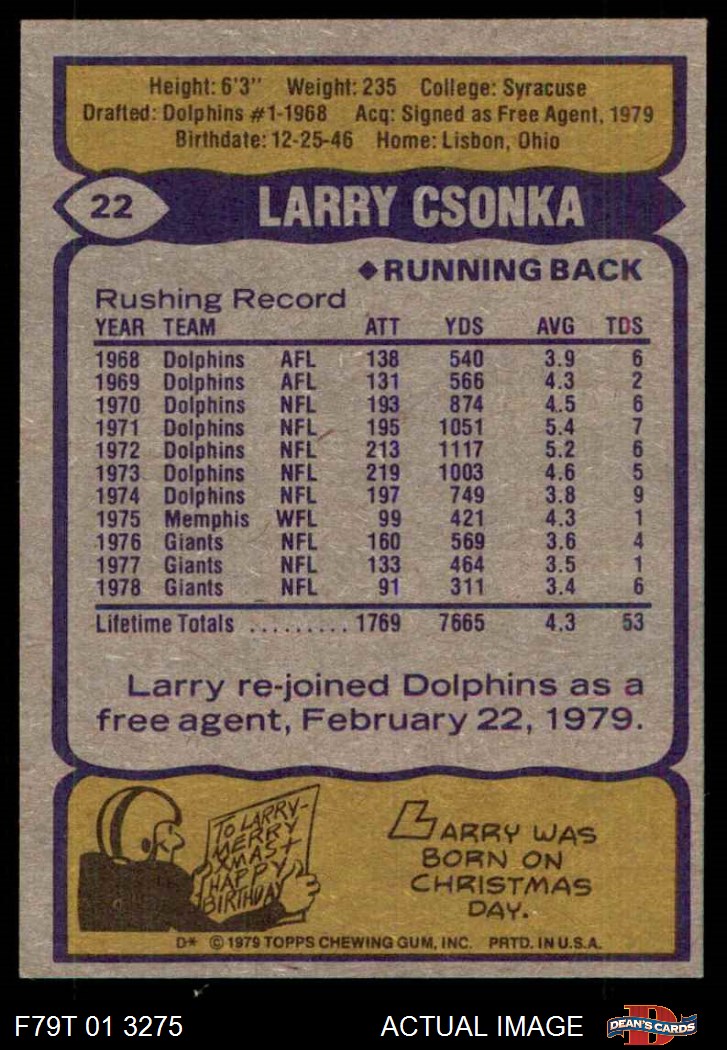 Height: 6'3" Weight: 235 College: Syracuse
Drafted: Dolphins #1-1968 Acq: Signed as Free Agent, 1979
Birthdate: 12-25-46 Home: Lisbon, Ohio
22 LARRY CSONKA
◆RUNNING BACK
Rushing Record
YEAR TEAM ATT YDS AVG TDS
1968 Dolphins AFL 138 540 3.9 6
1969 Dolphins AFL 131 566 4.3 2
1970 Dolphins NFL 193 874 4.5 6
1971 Dolphins NFL 195 1051 5.4 7
1972 Dolphins NFL 213 1117 5.2 6
1973 Dolphins NFL 219 1003 4.6 5
1974 Dolphins NFL 197 749 3.8 9
1975 Memphis WFL 99 421 4.3 1
1976 Giants NFL 160 569 3.6 4
1977 Giants NFL 133 464 3.5 1
1978 Giants NFL 91 311 3.4 6
Lifetime Totals ......... 1769 7665 4.3 53
Larry re-joined Dolphins as a
free agent, February 22, 1979.
TO LARRY-
MERRY
XMAS +
HAPPY
BIRTHDAY
LARRY WAS
BORN ON
CHRISTMAS
DAY.
D* © 1979 TOPPS CHEWING GUM, INC. PRTD. IN U.S.A.
F79T 01 3275 ACTUAL IMAGE D DEAN'S CARDS